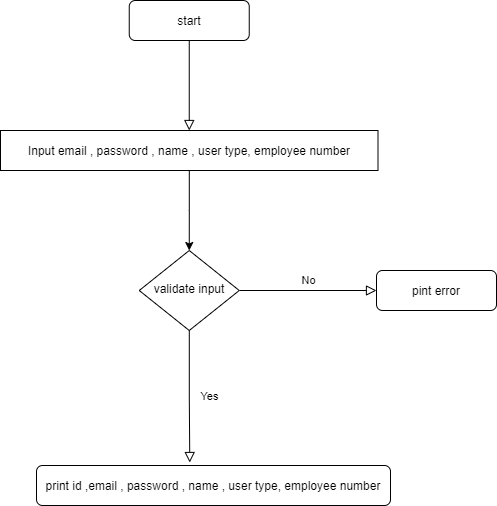 start
Input email , password , name , user type, employee number
validate input
No
pint error
Yes
print id ,email , password , name , user type, employee number